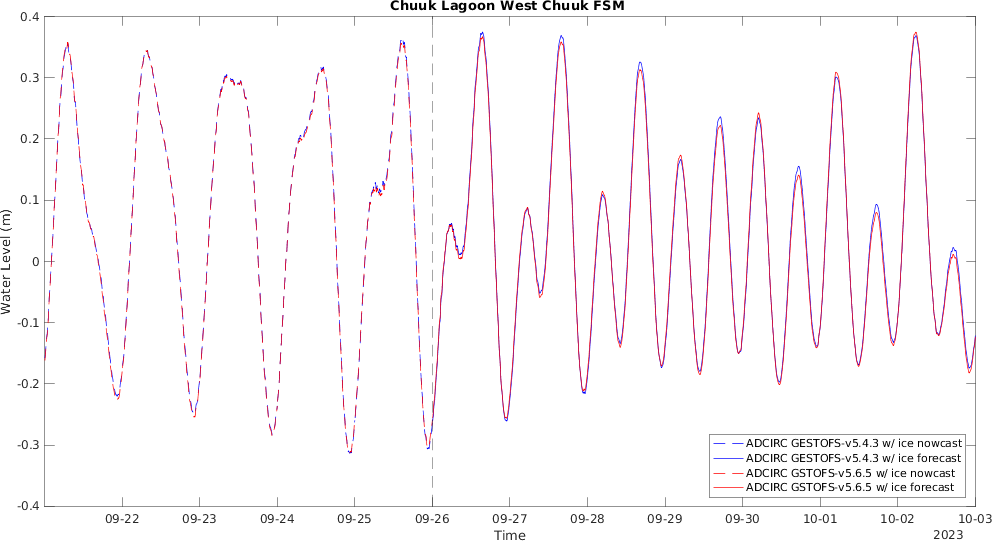 Chuuk Lagoon West Chuuk FSM
0.4
0.3
0.2
0.1
0
-0.1
-0.2
-0.3
-0.4
Water Level (m)
09-22 09-23 09-24 09-25 09-26 09-27 09-28 09-29 09-30 10-01 10-02 10-03
Time
2023
ADCIRC GESTOFS-v5.4.3 w/ ice nowcast
ADCIRC GESTOFS-v5.4.3 w/ ice forecast
ADCIRC GSTOFS-v5.6.5 w/ ice nowcast
ADCIRC GSTOFS-v5.6.5 w/ ice forecast